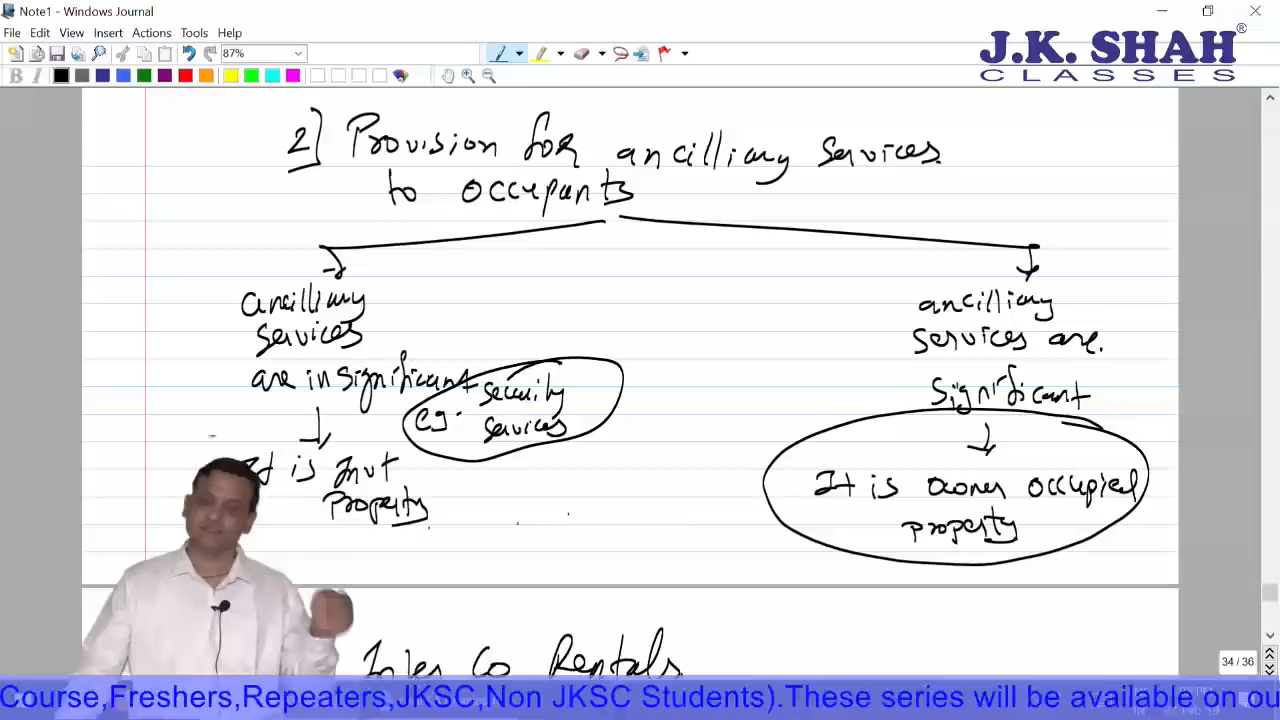 Note1 - Windows Journal
File Edit View Insert Actions Tools Help
87%
J.K. SHAH ®
CLASSES
2] Provision for ancilliary services
to occupants
ancilliary
services
are insignificant
eg. security
services
It is Invt
Property
ancilliary
services are.
significant
It is owner occupied
property
Inter Co Rentals
34 / 36
Course,Freshers,Repeaters,JKSC,Non JKSC Students).These series will be available on ou